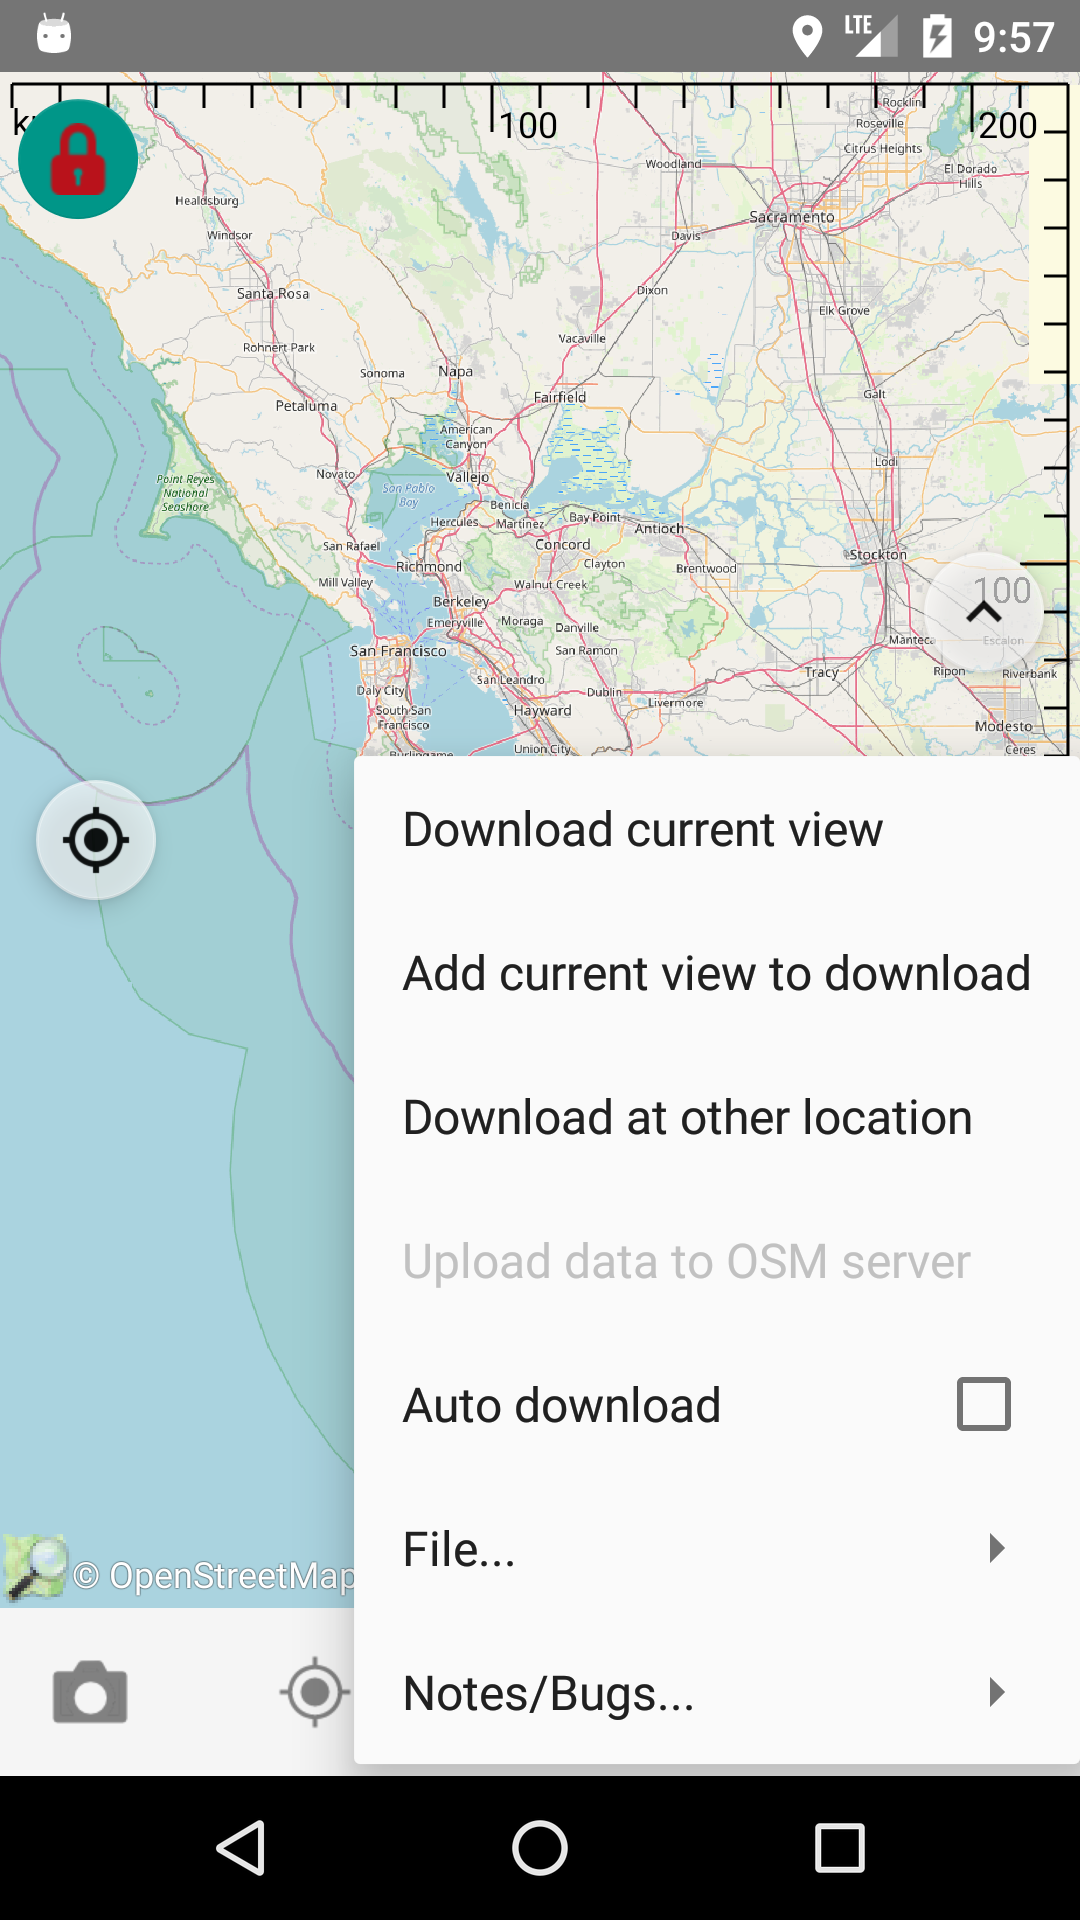 LTE 9:57
100
200
Rocklin
Roseville
Citrus Heights
Woodland
El Dorado
Hills
Healdsburg
Sacramento
Windsor
Davis
Santa Rosa
Dixon
Elk Grove
Rohnert Park
Vacaville
Sonoma
Napa
Petaluma
Fairfield
Galt
American
Canyon
Lodi
Novato
Vallejo
Point Reyes
National
Seashore
San Pablo
Bay
Benicia
Hercules
Martinez
Bay Point
Antioch
San Rafael
Concord
Stockton
Richmond
Clayton
Brentwood
Mill Valley
Walnut Creek
100
Berkeley
Emeryville
Moraga
Danville
Manteca
Escalon
San Francisco
San Ramon
Tracy
Ripon
Riverbank
Daly City
San Leandro
Dublin
Livermore
South San
Francisco
Hayward
Modesto
Union City
Ceres
Burlingame
Download current view
Add current view to download
Download at other location
Upload data to OSM server
Auto download
File...
© OpenStreetMap
Notes/Bugs...